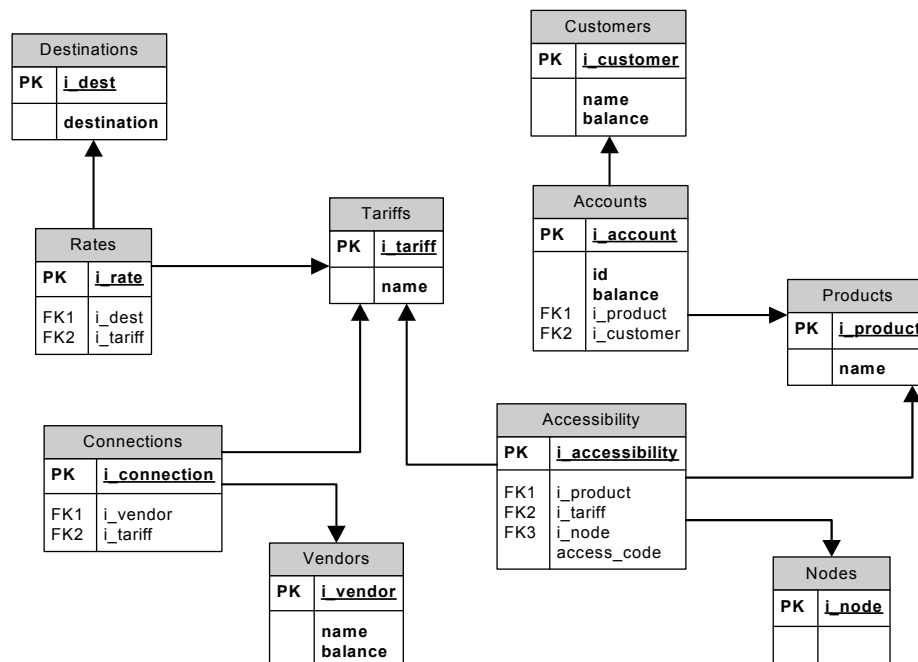 Destinations
PK i_dest
destination
Customers
PK i_customer
name
balance
Rates
PK i_rate
FK1 i_dest
FK2 i_tariff
Tariffs
PK i_tariff
name
Accounts
PK i_account
id
balance
FK1 i_product
FK2 i_customer
Products
PK i_product
name
Connections
PK i_connection
FK1 i_vendor
FK2 i_tariff
Accessibility
PK i_accessibility
FK1 i_product
FK2 i_tariff
FK3 i_node
access_code
Vendors
PK i_vendor
name
balance
Nodes
PK i_node